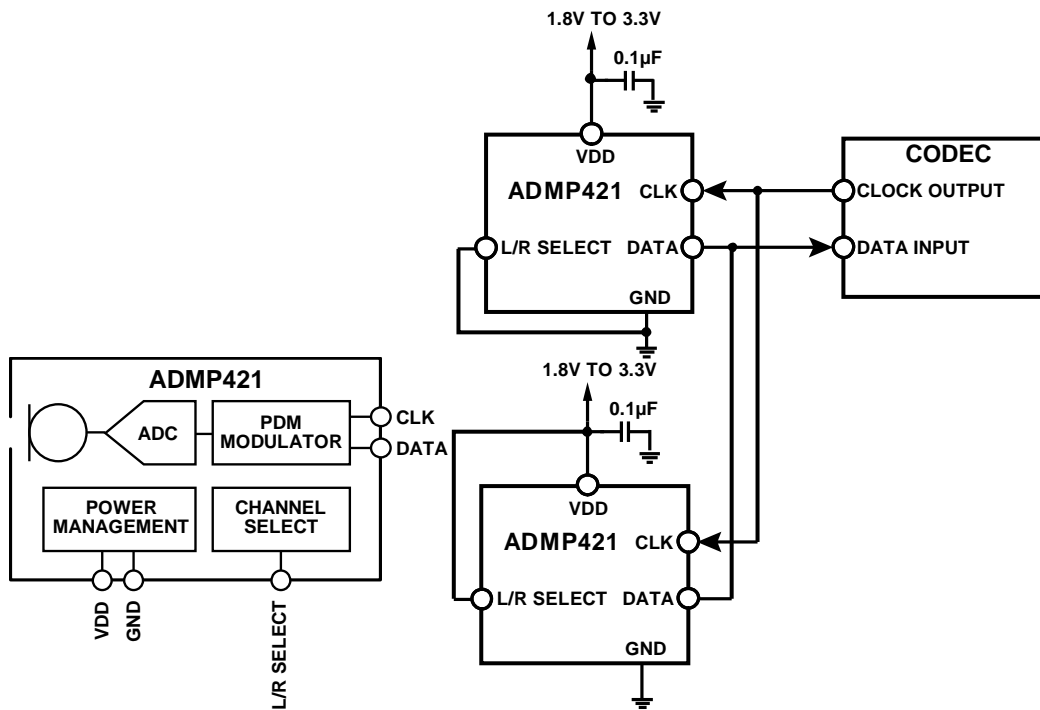 1.8V TO 3.3V
0.1µF
VDD
ADMP421
CLK
L/R SELECT
DATA
GND
CODEC
CLOCK OUTPUT
DATA INPUT
1.8V TO 3.3V
0.1µF
VDD
ADMP421
CLK
L/R SELECT
DATA
GND
ADMP421
ADC
PDM
MODULATOR
CLK
DATA
POWER
MANAGEMENT
CHANNEL
SELECT
VDD
GND
L/R SELECT